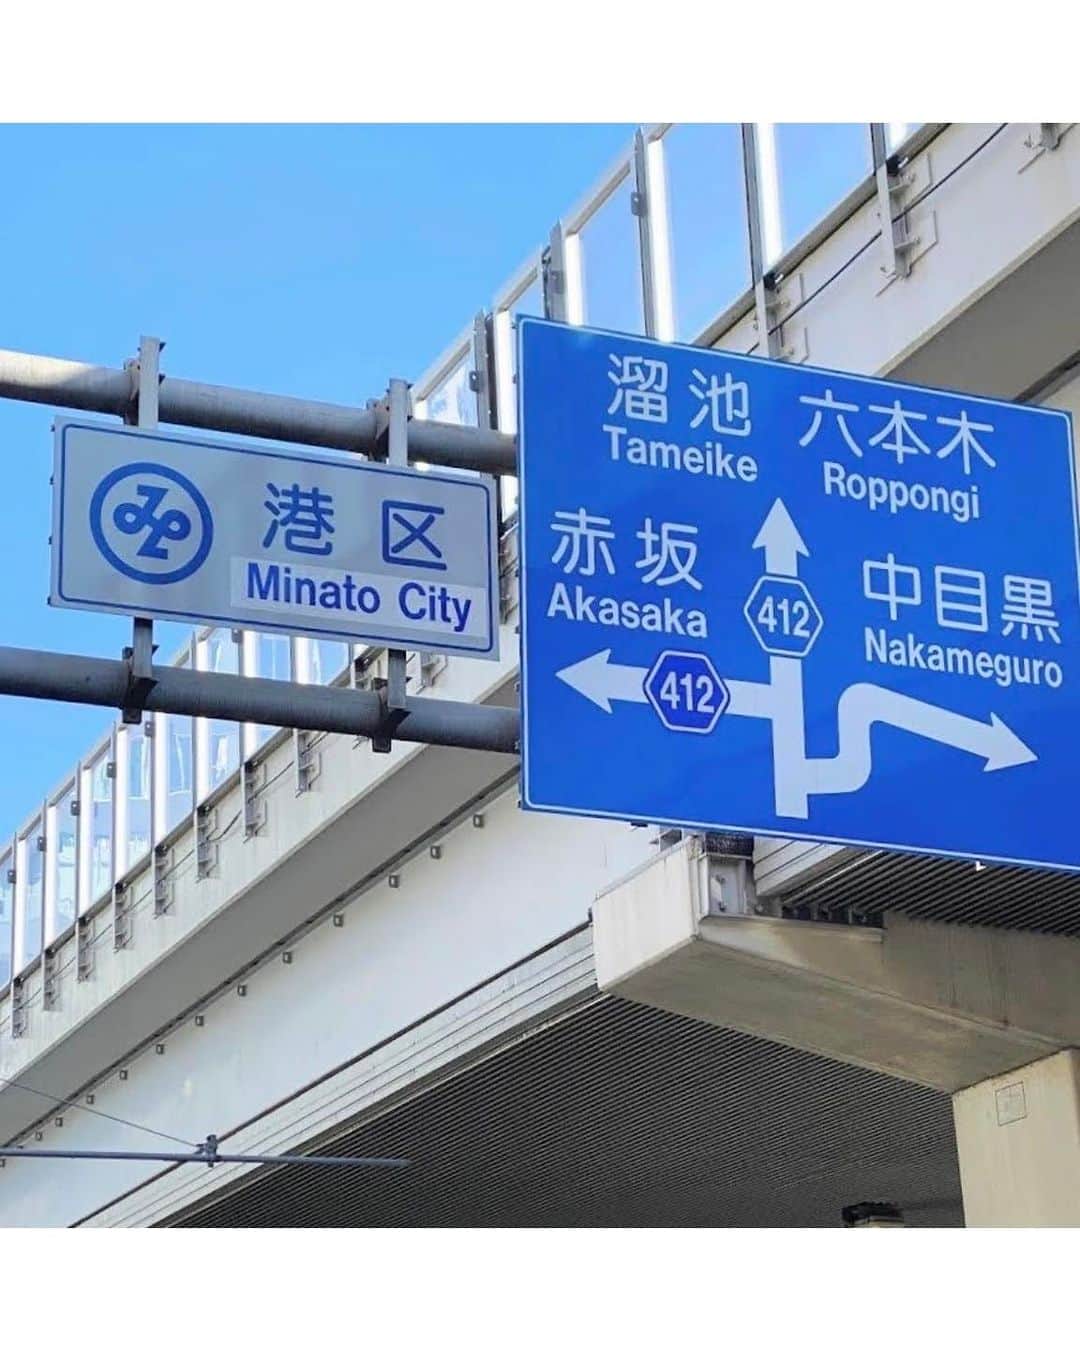 港区
Minato City
溜池 六本木
Tameike Roppongi
赤坂
Akasaka
412
中目黒
Nakameguro
412